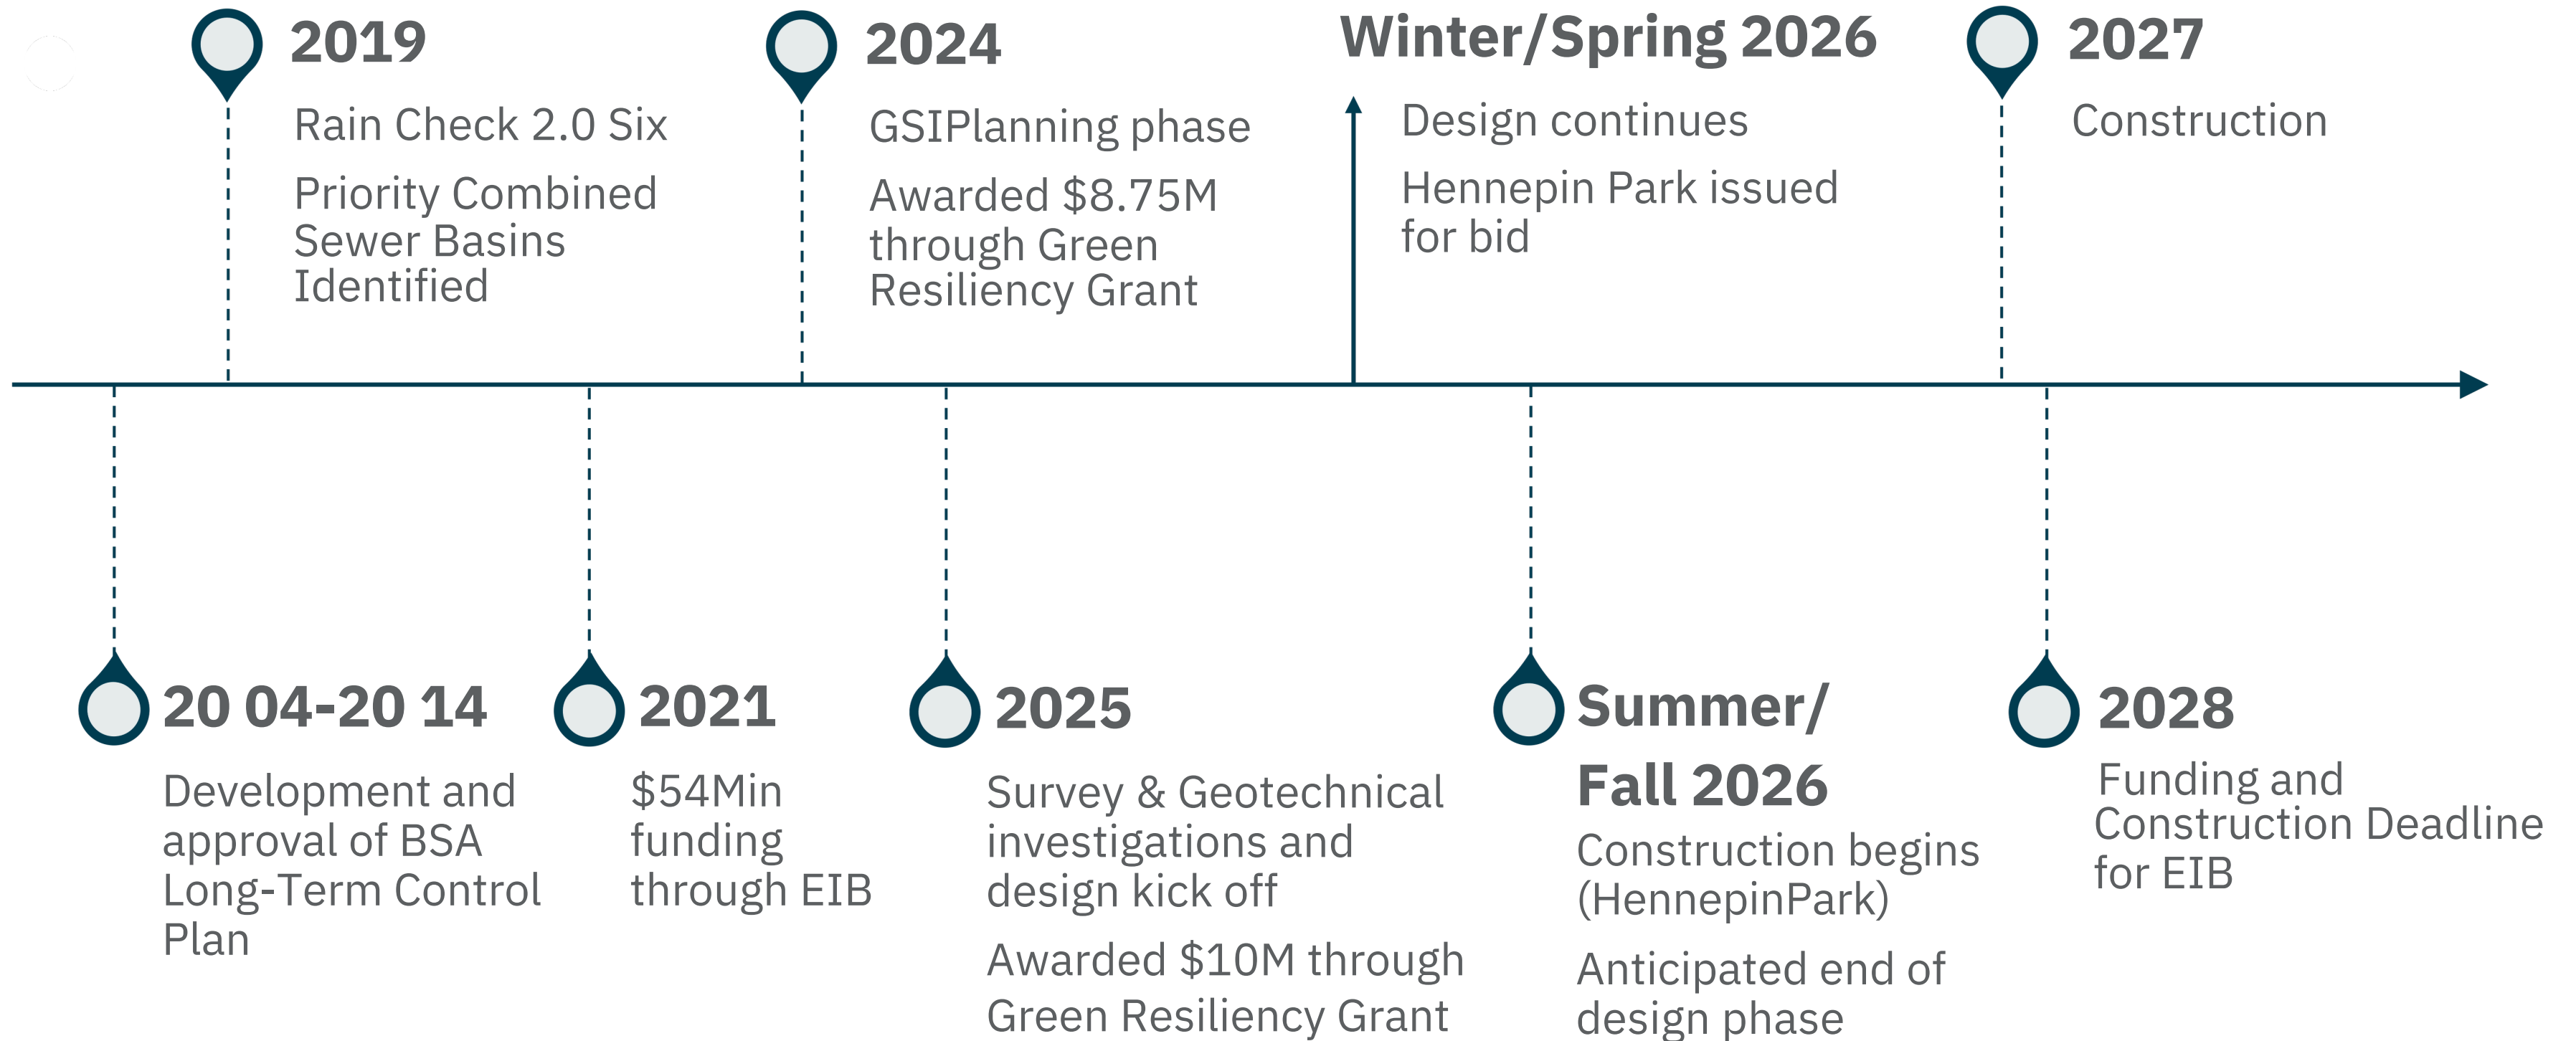 2019
Rain Check 2.0 Six
Priority Combined
Sewer Basins
Identified
2024
GSIPlanning phase
Awarded $8.75M
through Green
Resiliency Grant
Winter/Spring 2026
Design continues
Hennepin Park issued
for bid
2027
Construction
20 04-20 14
Development and
approval of BSA
Long-Term Control
Plan
2021
$54Min
funding
through EIB
2025
Survey & Geotechnical
investigations and
design kick off
Awarded $10M through
Green Resiliency Grant
Summer/
Fall 2026
Construction begins
(HennepinPark)
Anticipated end of
design phase
2028
Funding and
Construction Deadline
for EIB